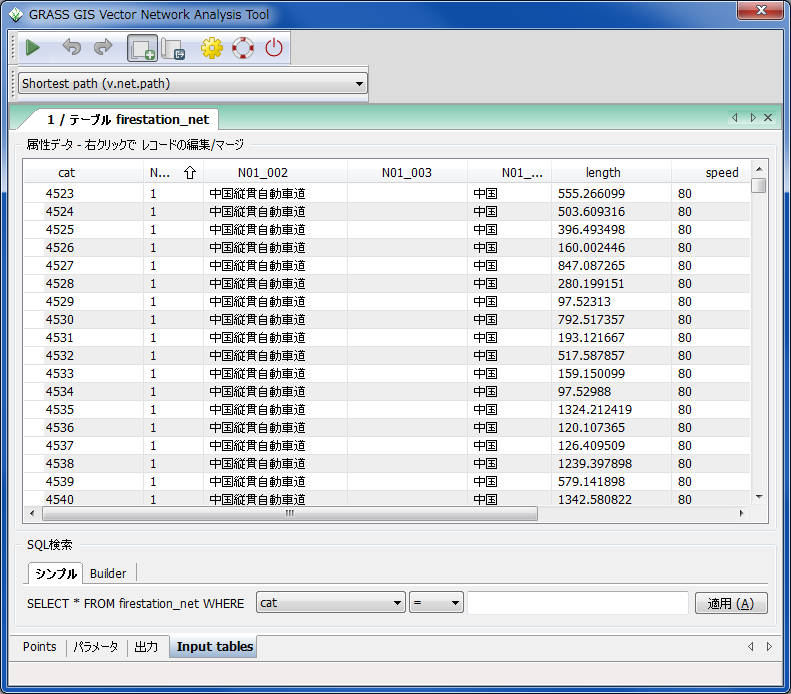 GRASS GIS Vector Network Analysis Tool
Shortest path (v.net.path)
1 / テーブル firestation_net
属性データ - 右クリックで レコードの編集/マージ
cat N... N01_002 N01_003 N01_... length speed
4523 1 中国縦貫自動車道 中国 555.266099 80
4524 1 中国縦貫自動車道 中国 503.609316 80
4525 1 中国縦貫自動車道 中国 396.493498 80
4526 1 中国縦貫自動車道 中国 160.002446 80
4527 1 中国縦貫自動車道 中国 847.087265 80
4528 1 中国縦貫自動車道 中国 280.199151 80
4529 1 中国縦貫自動車道 中国 97.52313 80
4530 1 中国縦貫自動車道 中国 792.517357 80
4531 1 中国縦貫自動車道 中国 193.121667 80
4532 1 中国縦貫自動車道 中国 517.587857 80
4533 1 中国縦貫自動車道 中国 159.150099 80
4534 1 中国縦貫自動車道 中国 97.52988 80
4535 1 中国縦貫自動車道 中国 1324.212419 80
4536 1 中国縦貫自動車道 中国 120.107365 80
4537 1 中国縦貫自動車道 中国 126.409509 80
4538 1 中国縦貫自動車道 中国 1239.397898 80
4539 1 中国縦貫自動車道 中国 579.141898 80
4540 1 中国縦貫自動車道 中国 1342.580822 80
SQL検索
シンプル Builder
SELECT * FROM firestation_net WHERE cat = 適用 (A)
Points パラメータ 出力 Input tables